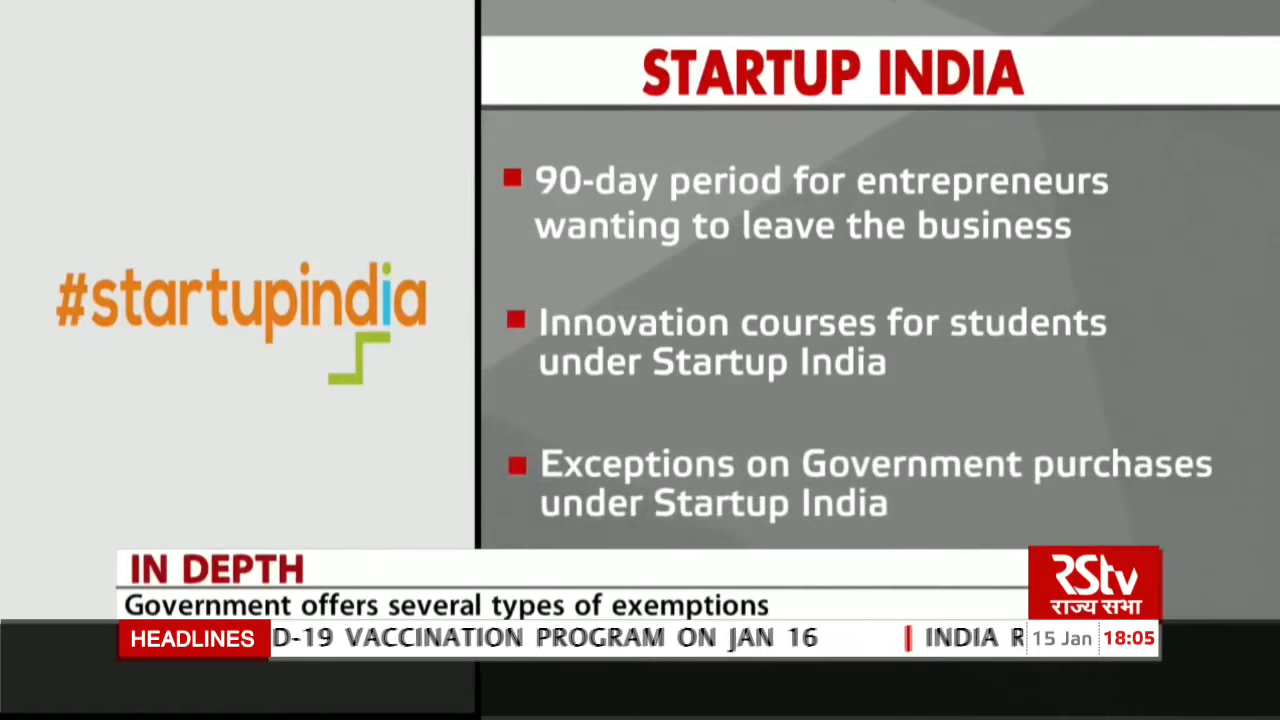 STARTUP INDIA
90-day period for entrepreneurs
wanting to leave the business
#startupindia
Innovation courses for students
under Startup India
Exceptions on Government purchases
under Startup India
IN DEPTH
Government offers several types of exemptions
RStv
राज्य सभा
HEADLINES
D-19 VACCINATION PROGRAM ON JAN 16 | INDIA R
15 Jan 18:05